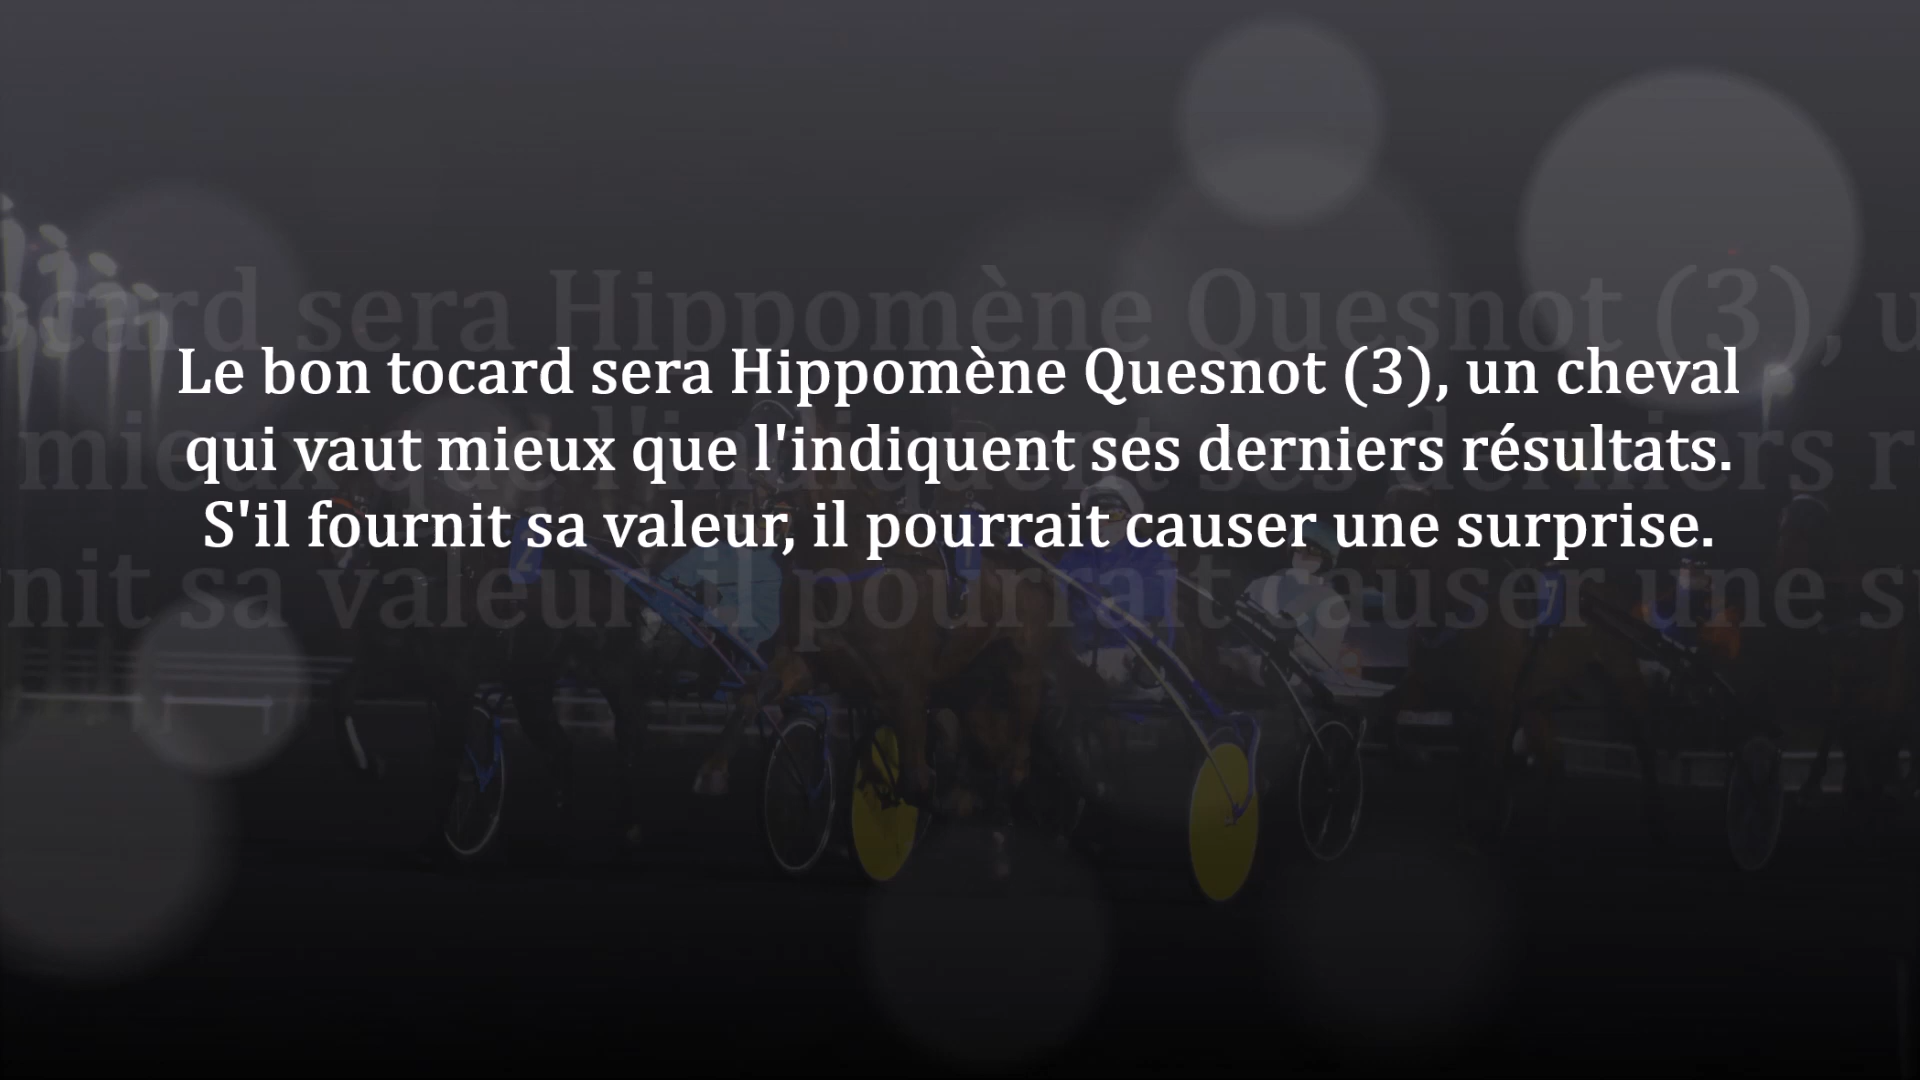 Le bon tocard sera Hippomène Quesnot (3), un cheval
qui vaut mieux que l'indiquent ses derniers résultats.
S'il fournit sa valeur, il pourrait causer une surprise.